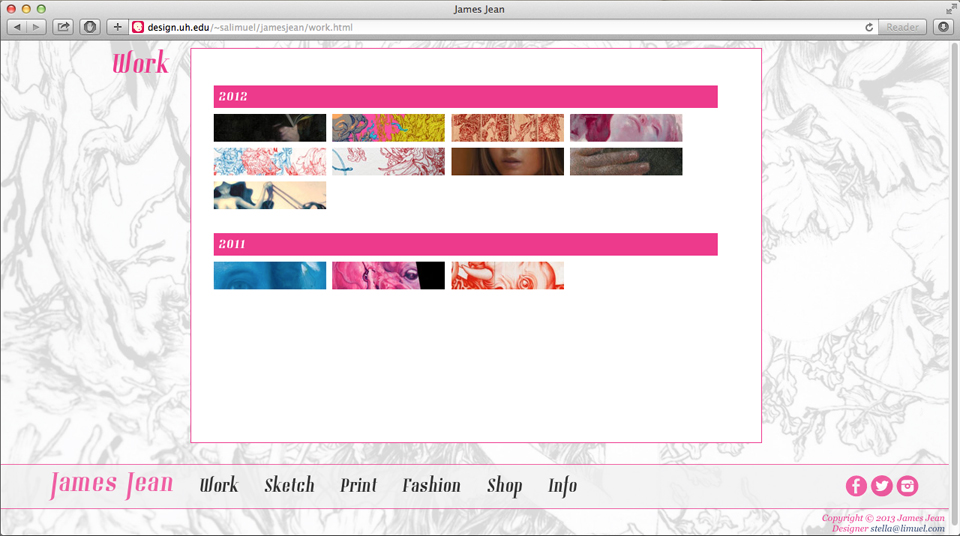 James Jean
design.uh.edu/~salimuel/jamesjean/work.html
Reader
Work
2012
2011
James Jean Work Sketch Print Fashion Shop Info
Copyright © 2013 James Jean
Designer stella@limuel.com